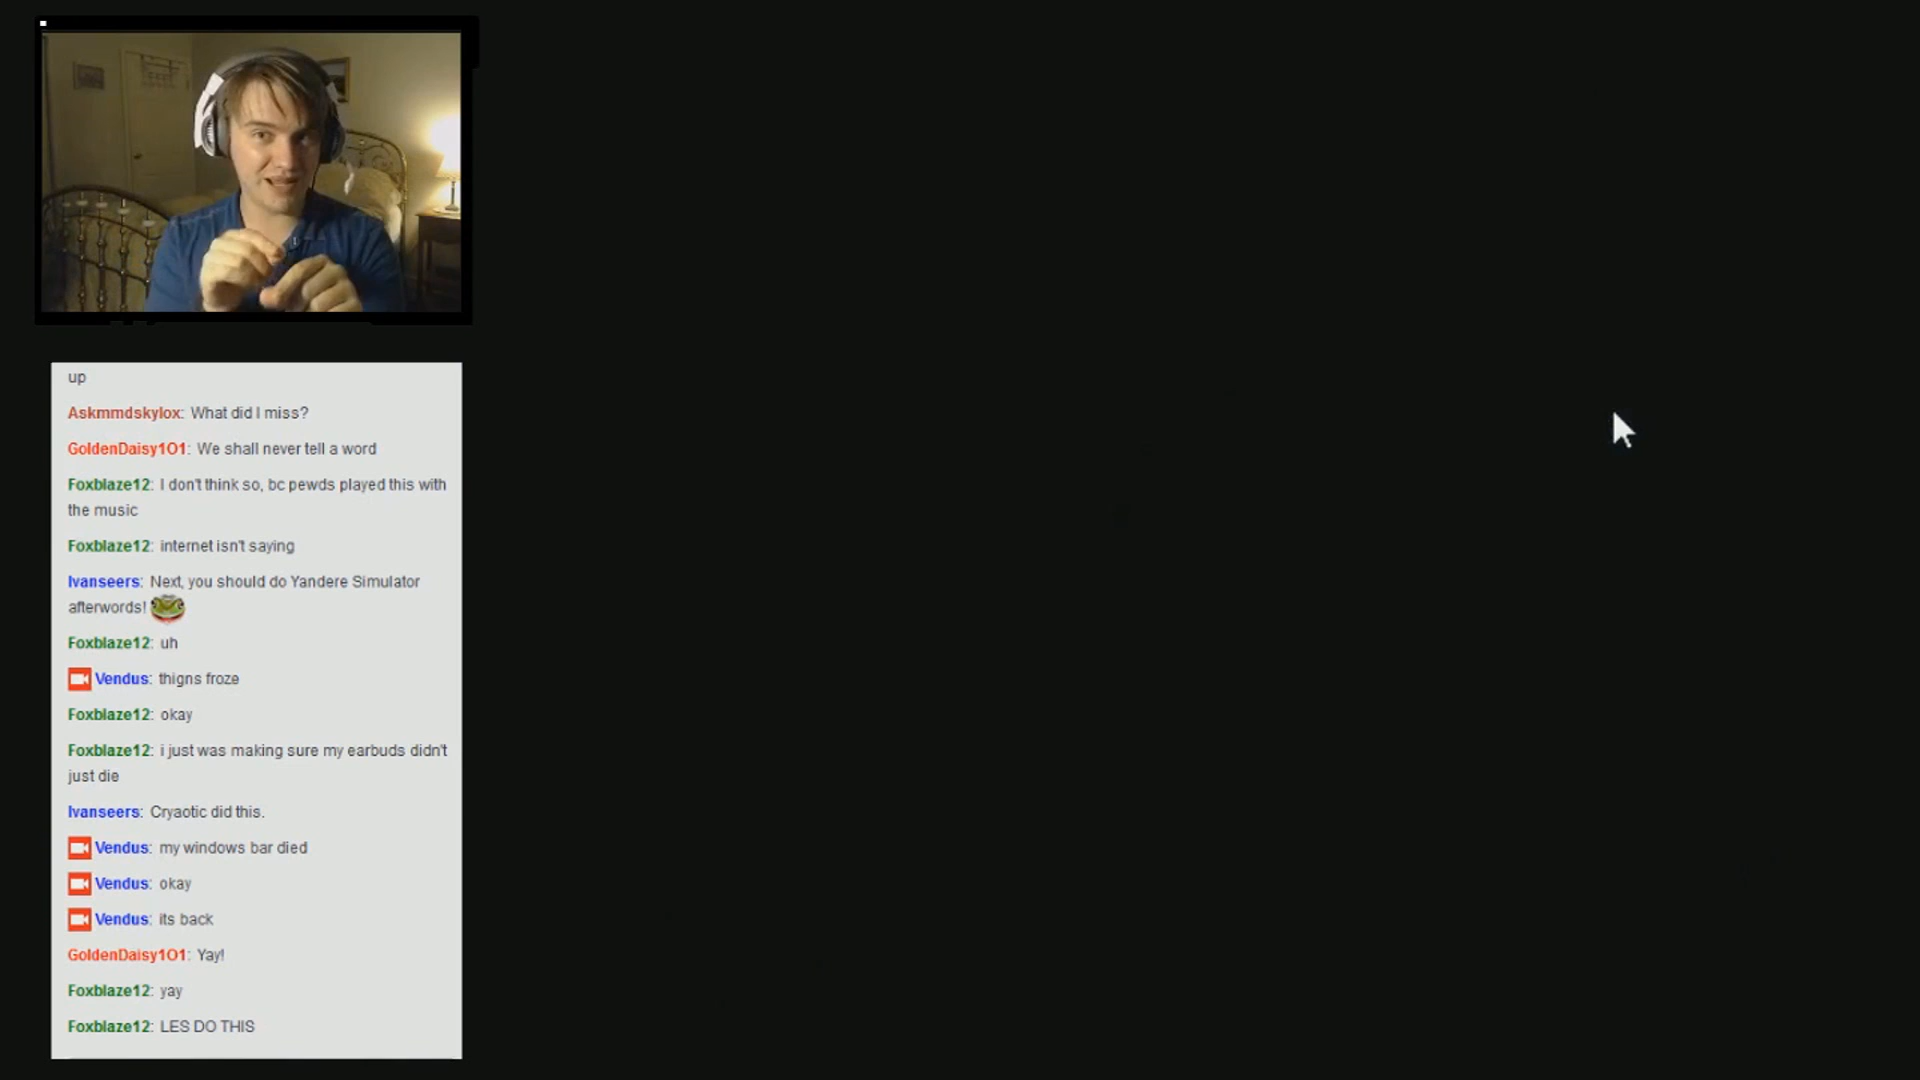 up
Askmmdskylox: What did I miss?
GoldenDaisy1O1: We shall never tell a word
Foxblaze12: I don't think so, bc pewds played this with
the music
Foxblaze12: internet isn't saying
Ivanseers: Next, you should do Yandere Simulator
afterwords!
Foxblaze12: uh
Vendus: thigns froze
Foxblaze12: okay
Foxblaze12: i just was making sure my earbuds didn't
just die
Ivanseers: Cryaotic did this.
Vendus: my windows bar died
Vendus: okay
Vendus: its back
GoldenDaisy1O1: Yay!
Foxblaze12: yay
Foxblaze12: LES DO THIS